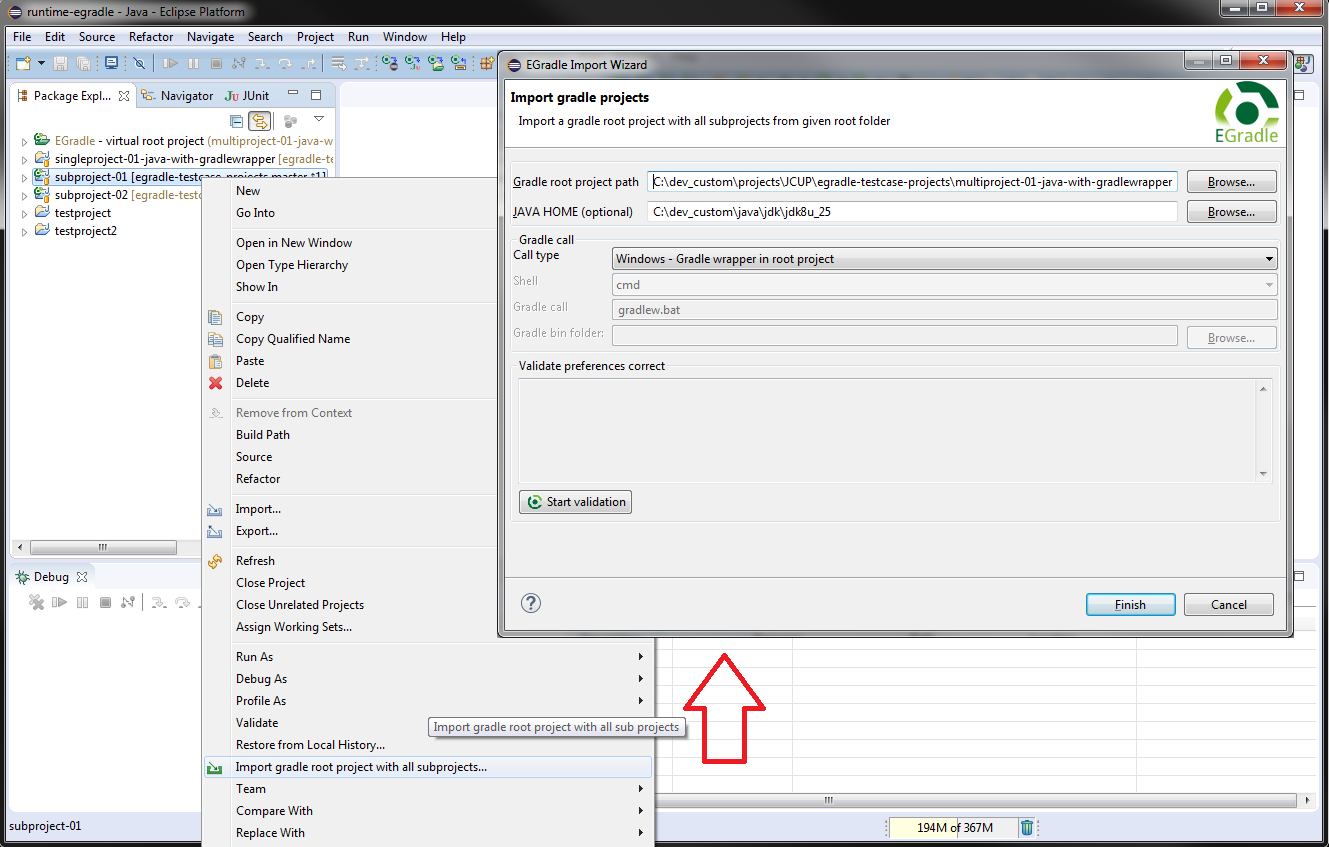 runtime-egradle - Java - Eclipse Platform
File Edit Source Refactor Navigate Search Project Run Window Help
Package Expl... Navigator JUnit
EGradle - virtual root project (multiproject-01-java-w
singleproject-01-java-with-gradlewrapper [egradle-te
subproject-01 [egradle-testcase-projects master ↑1]
subproject-02 [egradle-testc
testproject
testproject2
New
Go Into
Open in New Window
Open Type Hierarchy
Show In
Copy
Copy Qualified Name
Paste
Delete
Remove from Context
Build Path
Source
Refactor
Import...
Export...
Refresh
Close Project
Close Unrelated Projects
Assign Working Sets...
Run As
Debug As
Profile As
Validate
Restore from Local History...
Import gradle root project with all subprojects...
Team
Compare With
Replace With
Import gradle root project with all sub projects
EGradle Import Wizard
Import gradle projects
Import a gradle root project with all subprojects from given root folder
EGradle
Gradle root project path C:\dev_custom\projects\JCUP\egradle-testcase-projects\multiproject-01-java-with-gradlewrapper Browse...
JAVA HOME (optional) C:\dev_custom\java\jdk\jdk8u_25 Browse...
Gradle call
Call type Windows - Gradle wrapper in root project
Shell cmd
Gradle call gradlew.bat
Gradle bin folder: Browse...
Validate preferences correct
Start validation
? Finish Cancel
Debug
subproject-01
194M of 367M